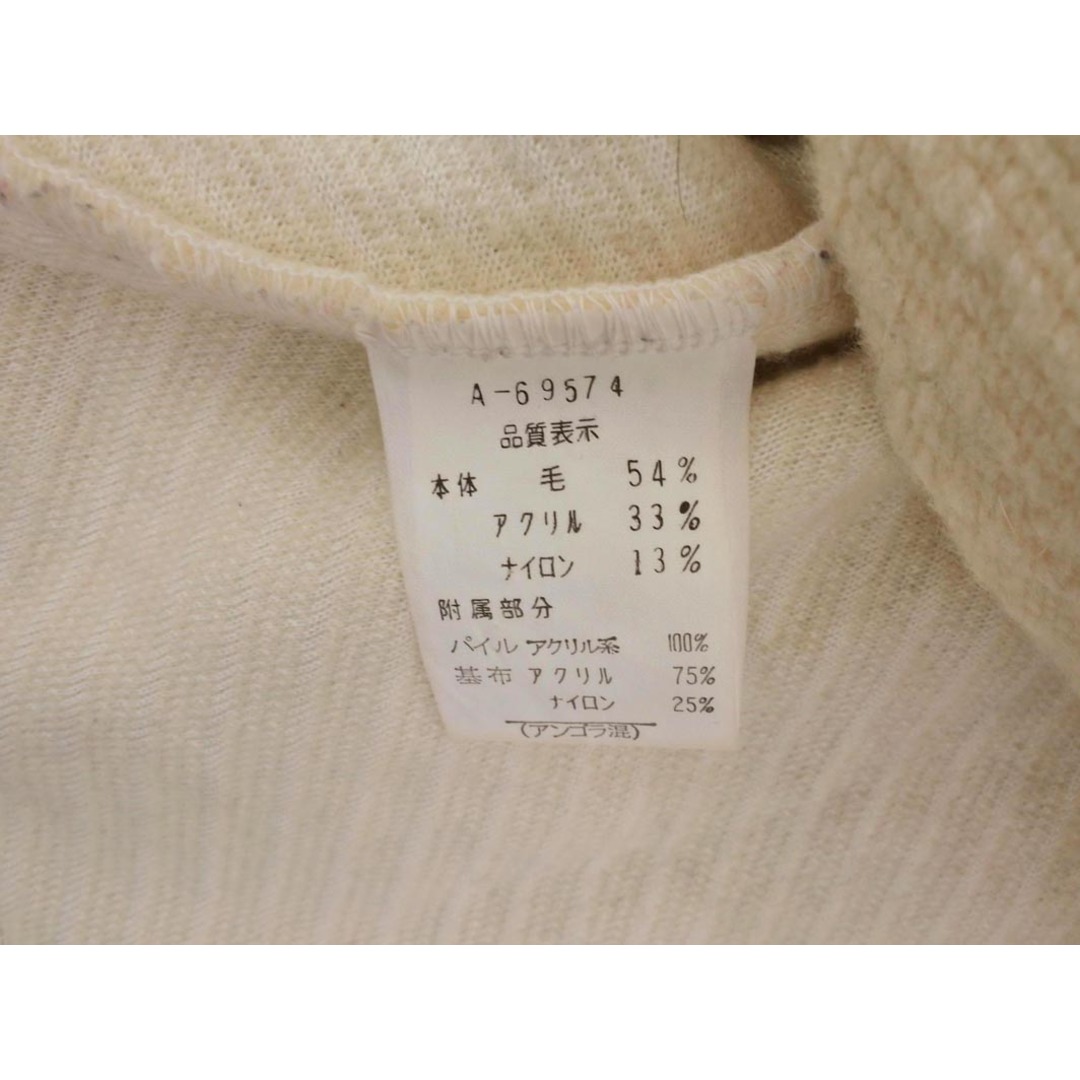 A-69574
品質表示
本体 毛 54%
アクリル 33%
ナイロン 13%
附属部分
パイル アクリル系 100%
基布 アクリル 75%
ナイロン 25%
(アンゴラ混)